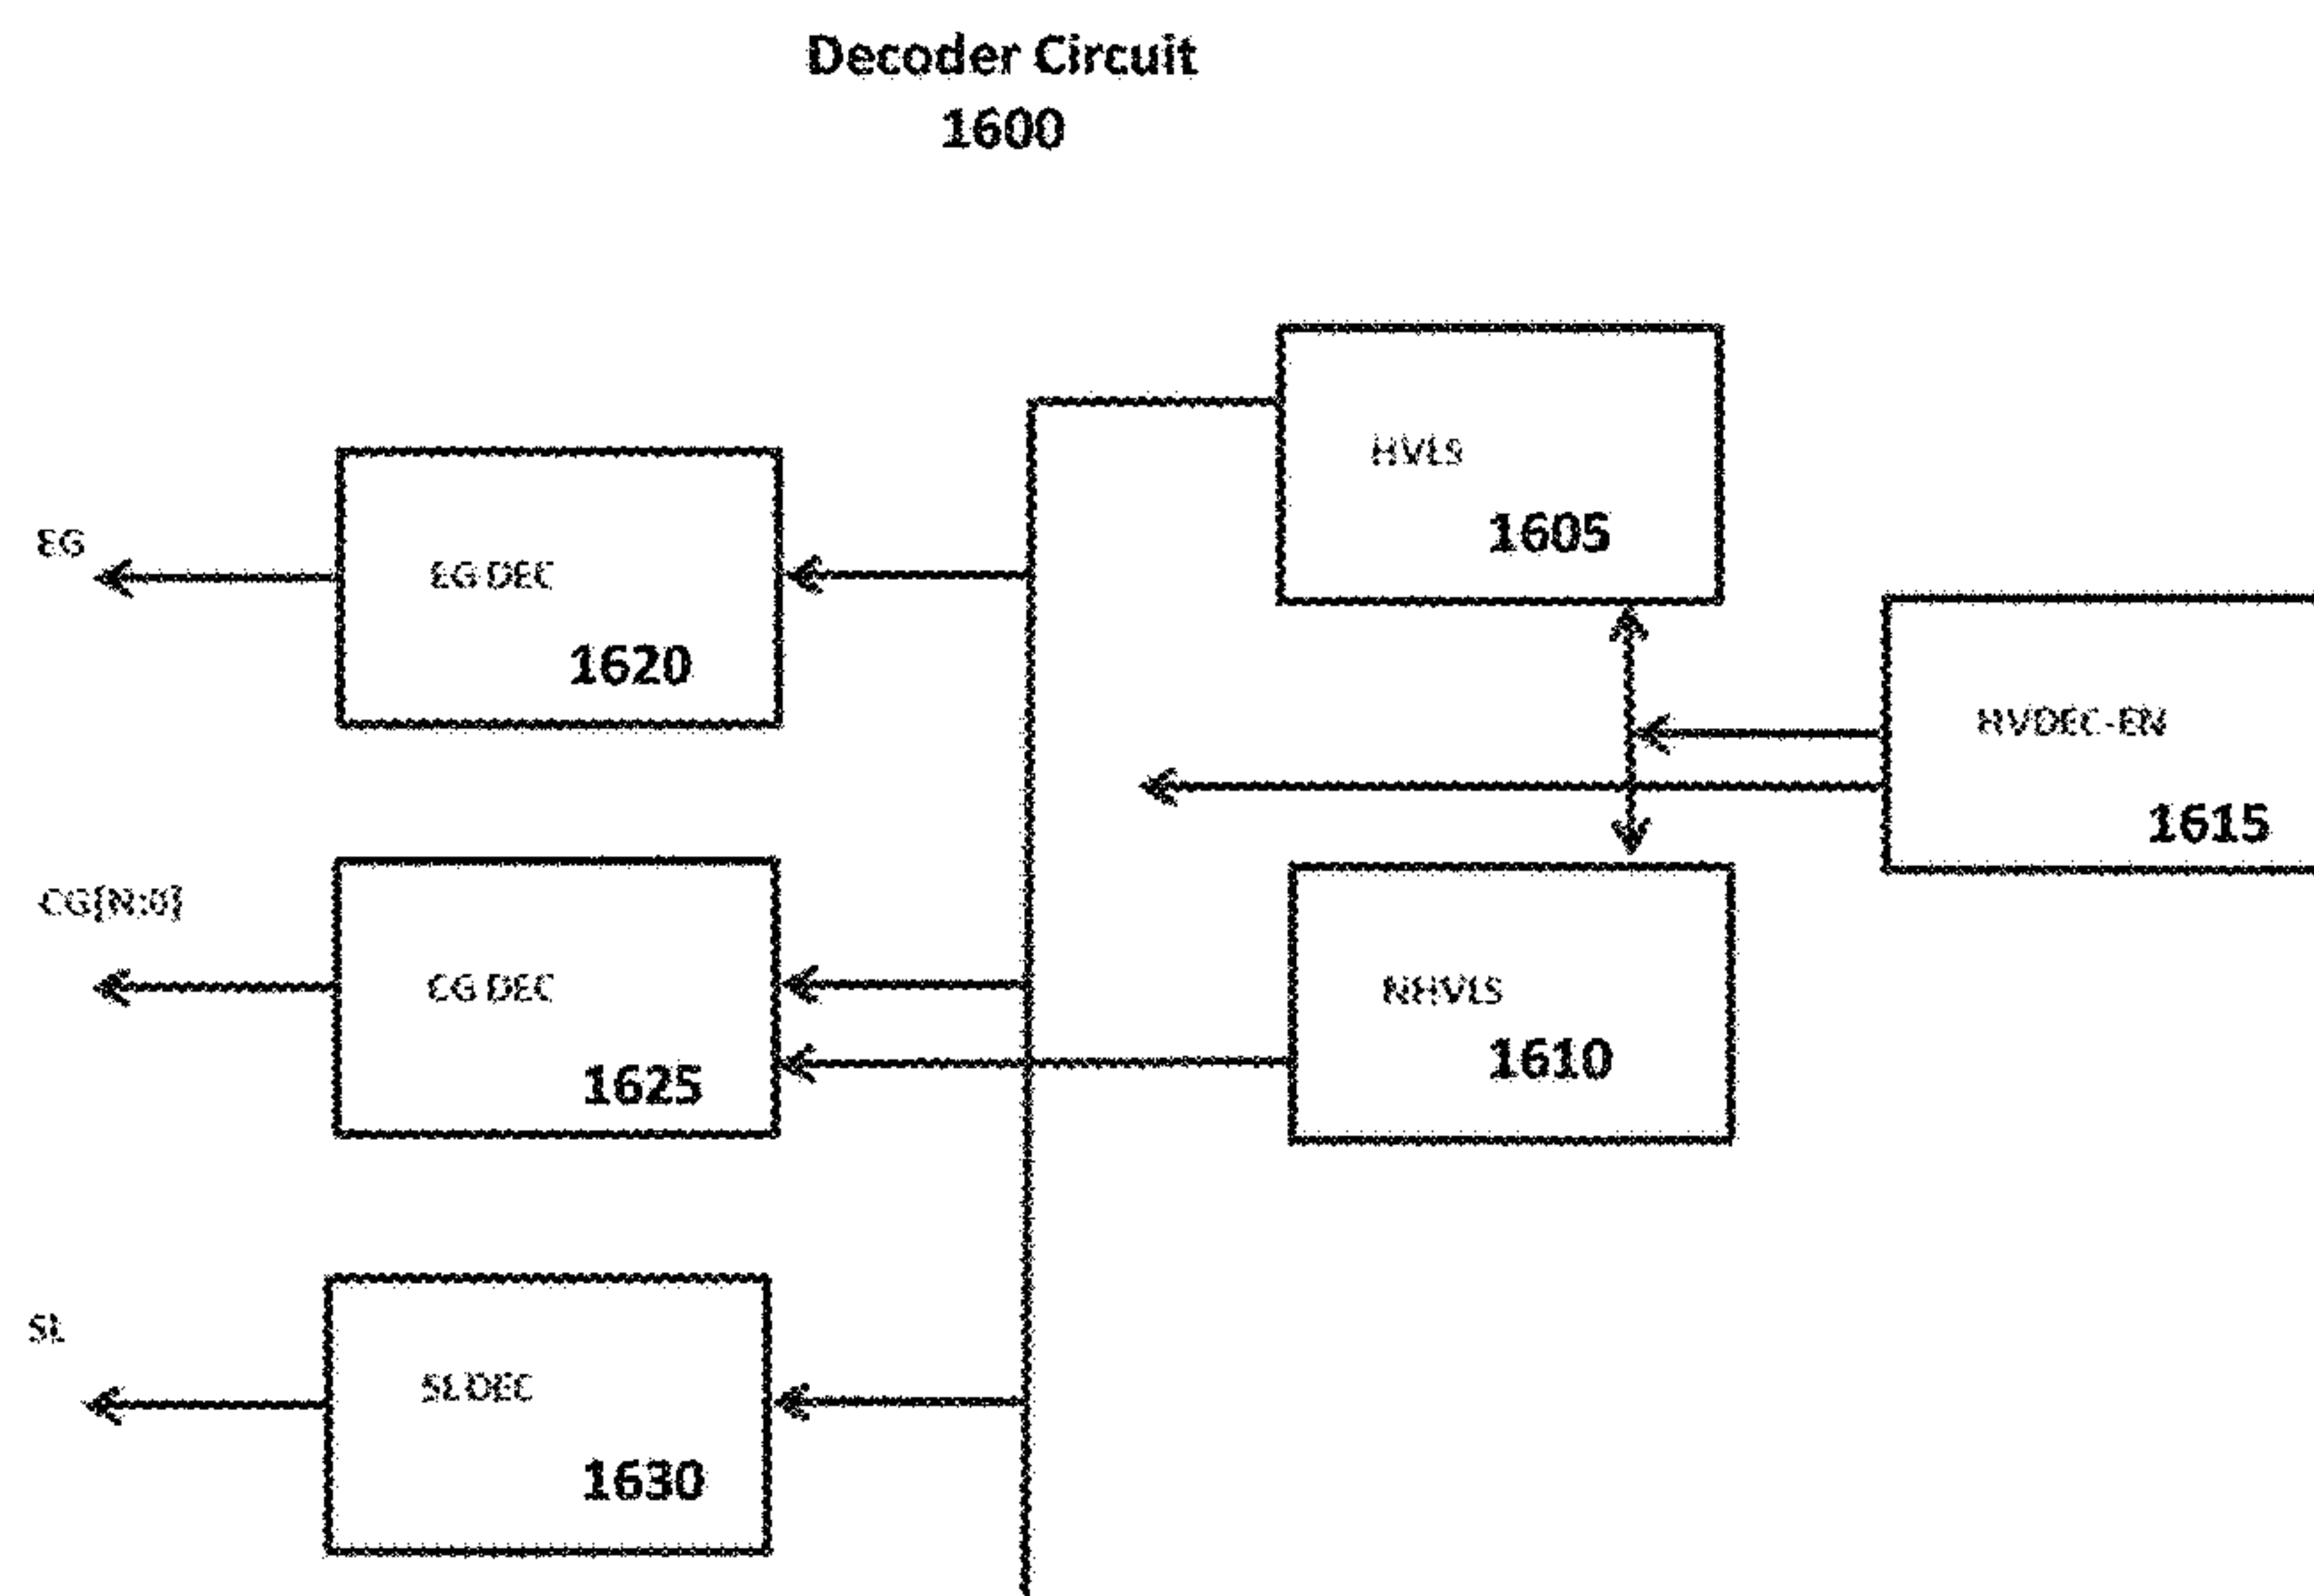 Decoder Circuit
1600
HVLS
1605
EG
EG DEC
1620
HVDEC-EN
1615
CG[N:0]
CG DEC
1625
NHVLS
1610
SL
SL DEC
1630